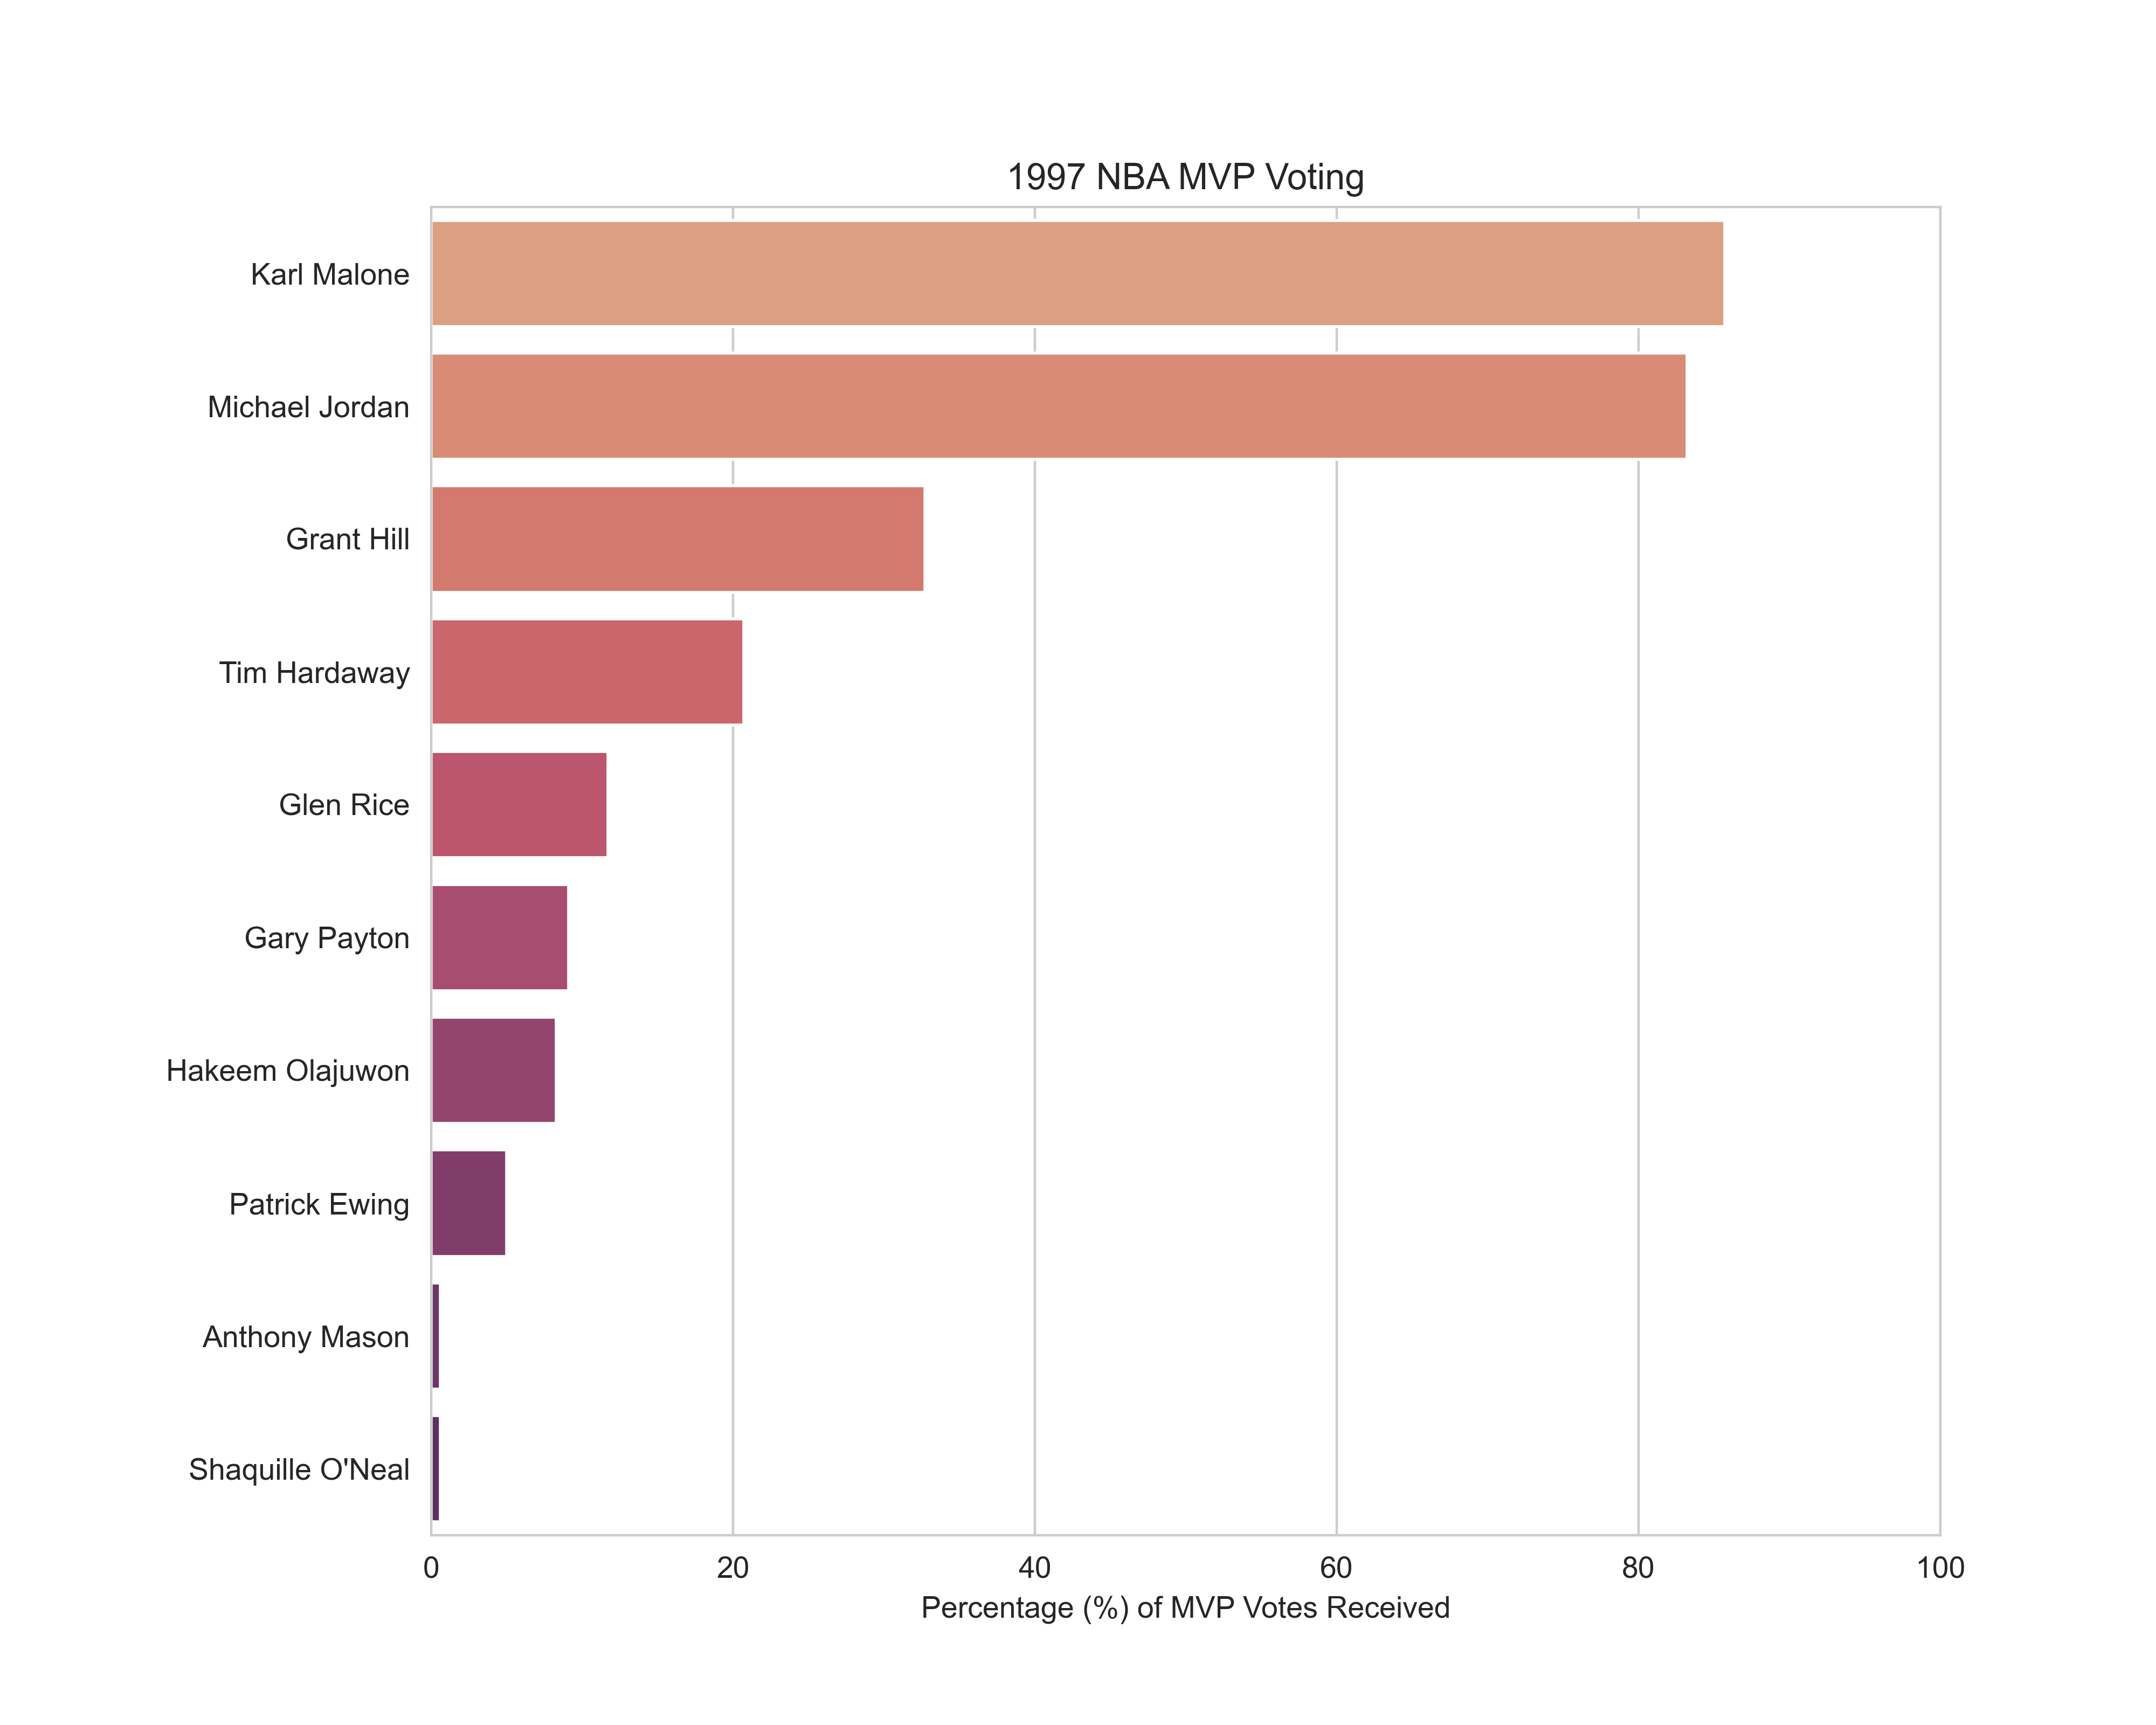 1997 NBA MVP Voting
Karl Malone
Michael Jordan
Grant Hill
Tim Hardaway
Glen Rice
Gary Payton
Hakeem Olajuwon
Patrick Ewing
Anthony Mason
Shaquille O'Neal
0 20 40 60 80 100
Percentage (%) of MVP Votes Received